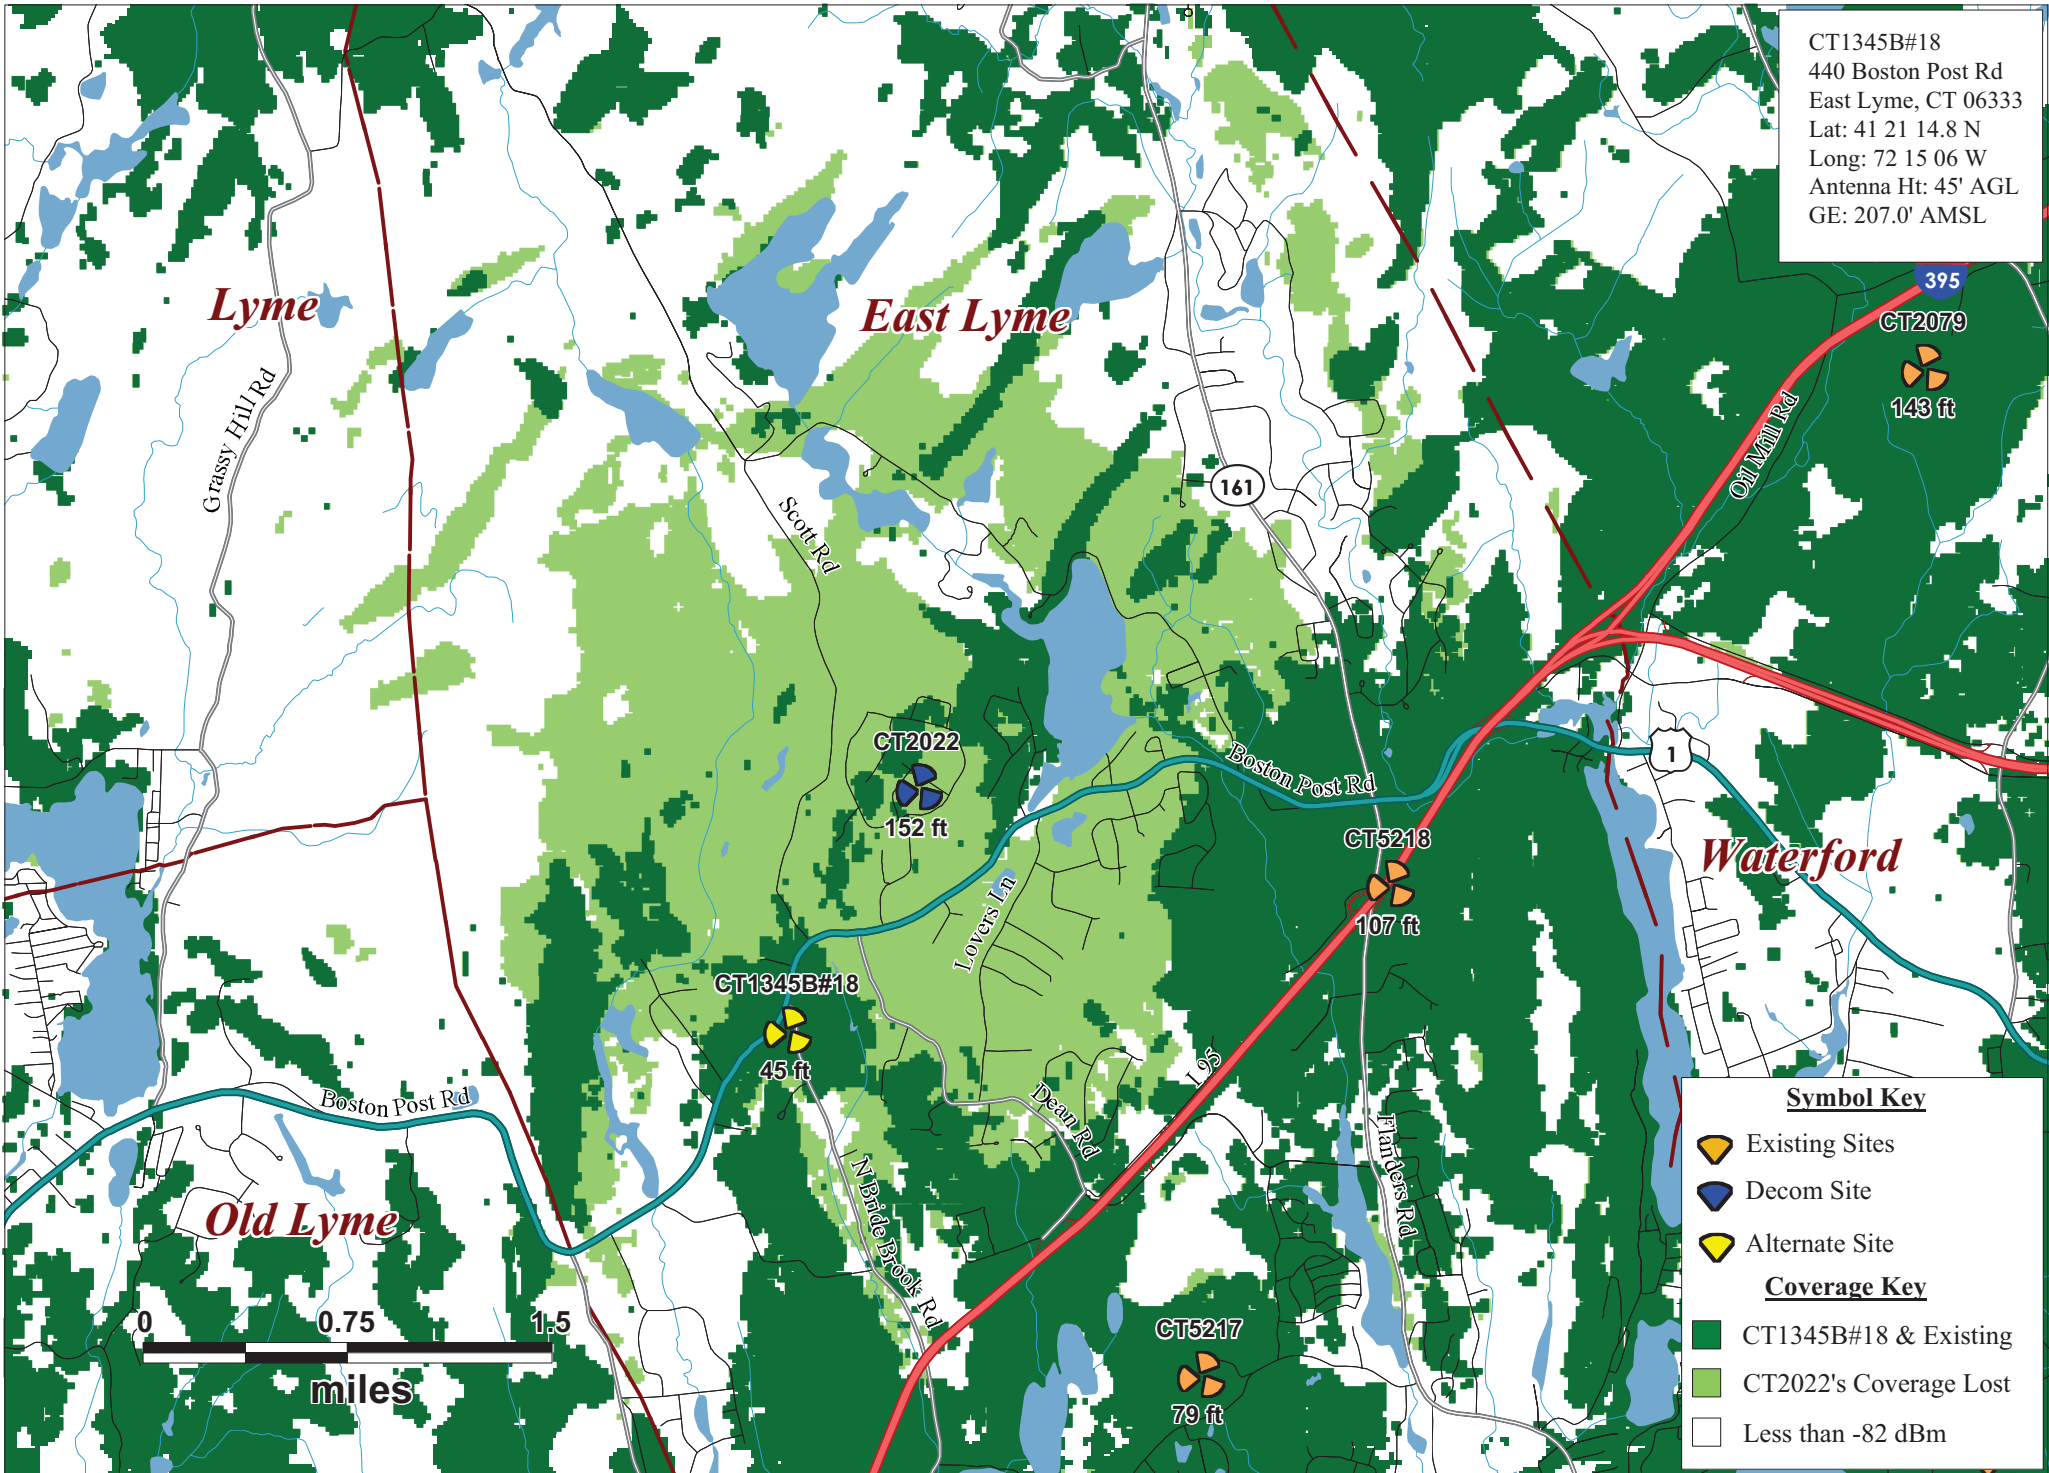 CT1345B#18
440 Boston Post Rd
East Lyme, CT 06333
Lat: 41 21 14.8 N
Long: 72 15 06 W
Antenna Ht: 45' AGL
GE: 207.0' AMSL
395
CT2079
143 ft
Lyme
East Lyme
Grassy Hill Rd
Oil Mill Rd
161
Scott Rd
CT2022
152 ft
Boston Post Rd
1
CT5218
107 ft
Waterford
Lovers Ln
CT1345B#18
45 ft
I 95
Boston Post Rd
Dean Rd
Flanders Rd
N Bride Brook Rd
Old Lyme
CT5217
79 ft
0 0.75 1.5
miles
Symbol Key
Existing Sites
Decom Site
Alternate Site
Coverage Key
CT1345B#18 & Existing
CT2022's Coverage Lost
Less than -82 dBm